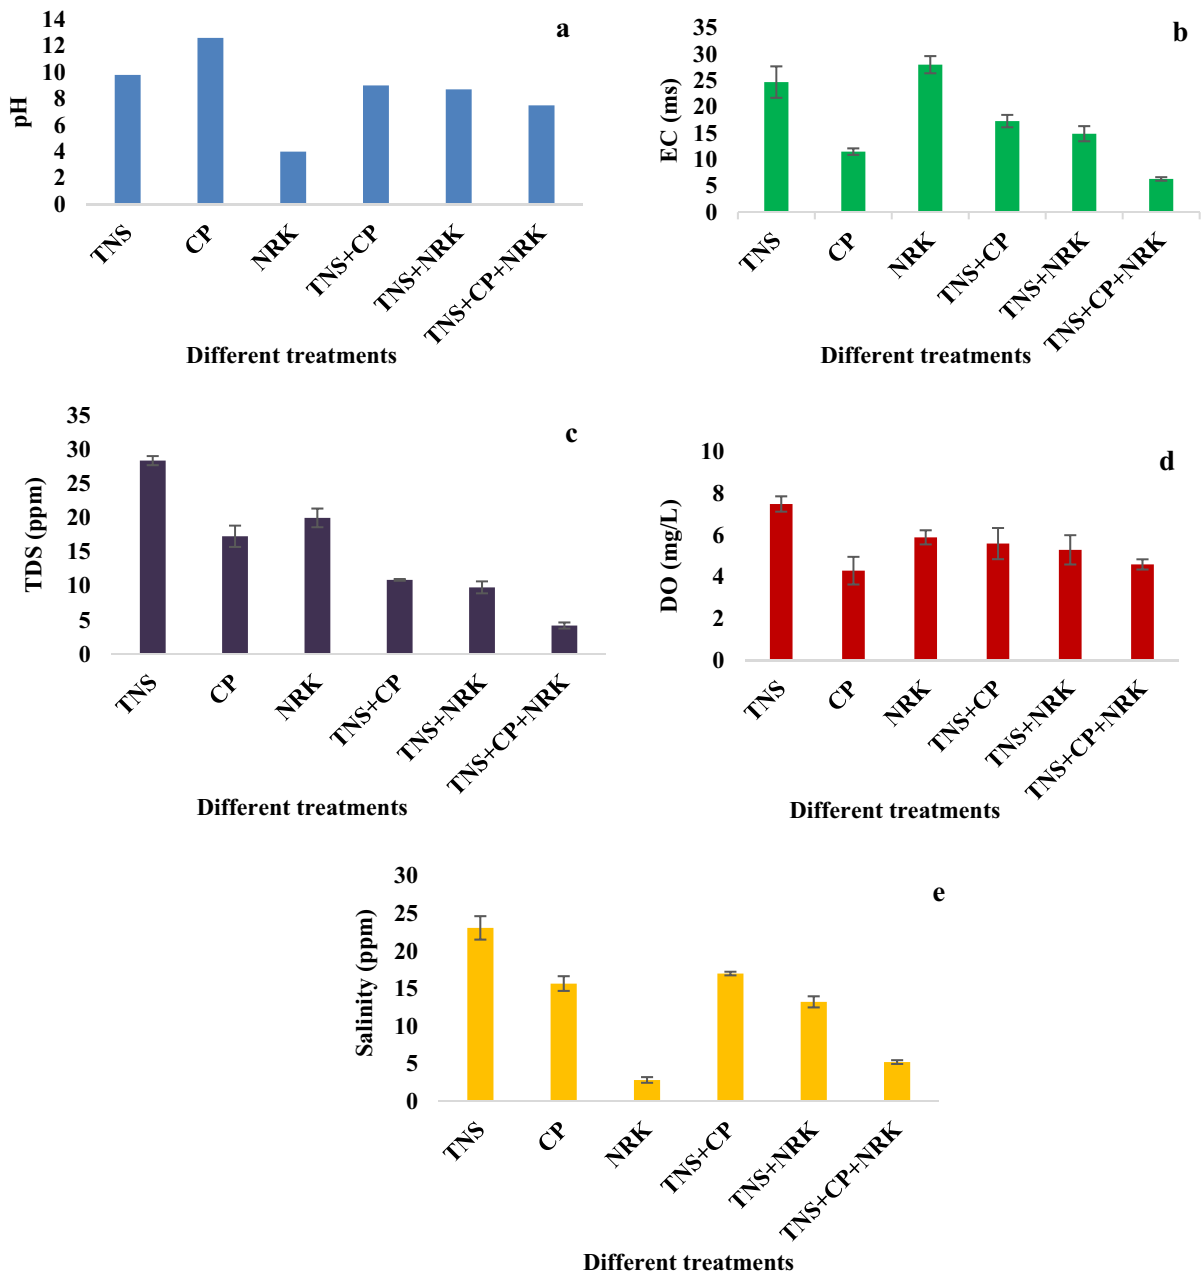 a
pH
14
12
10
8
6
4
2
0
TNS
CP
NRK
TNS+CP
TNS+NRK
TNS+CP+NRK
Different treatments
b
EC (ms)
35
30
25
20
15
10
5
0
TNS
CP
NRK
TNS+CP
TNS+NRK
TNS+CP+NRK
Different treatments
c
TDS (ppm)
35
30
25
20
15
10
5
0
TNS
CP
NRK
TNS+CP
TNS+NRK
TNS+CP+NRK
Different treatments
d
DO (mg/L)
10
8
6
4
2
0
TNS
CP
NRK
TNS+CP
TNS+NRK
TNS+CP+NRK
Different treatments
e
Salinity (ppm)
30
25
20
15
10
5
0
TNS
CP
NRK
TNS+CP
TNS+NRK
TNS+CP+NRK
Different treatments